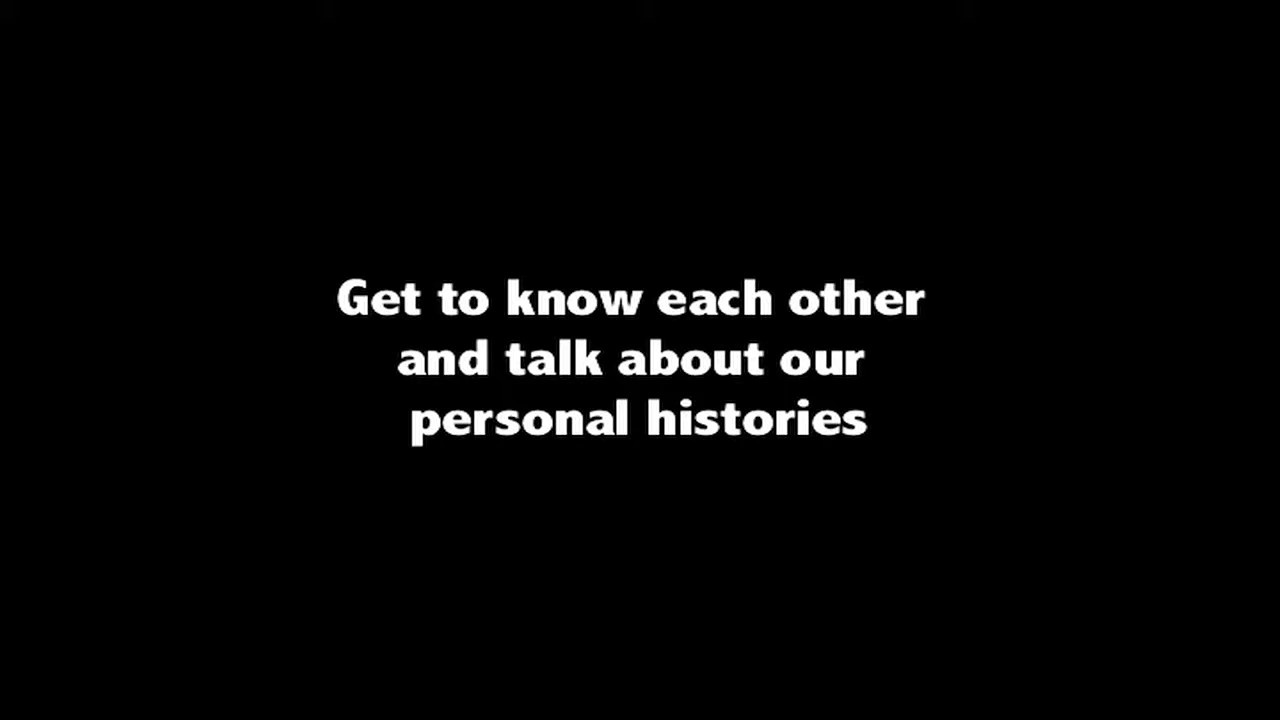 Get to know each other
and talk about our
personal histories